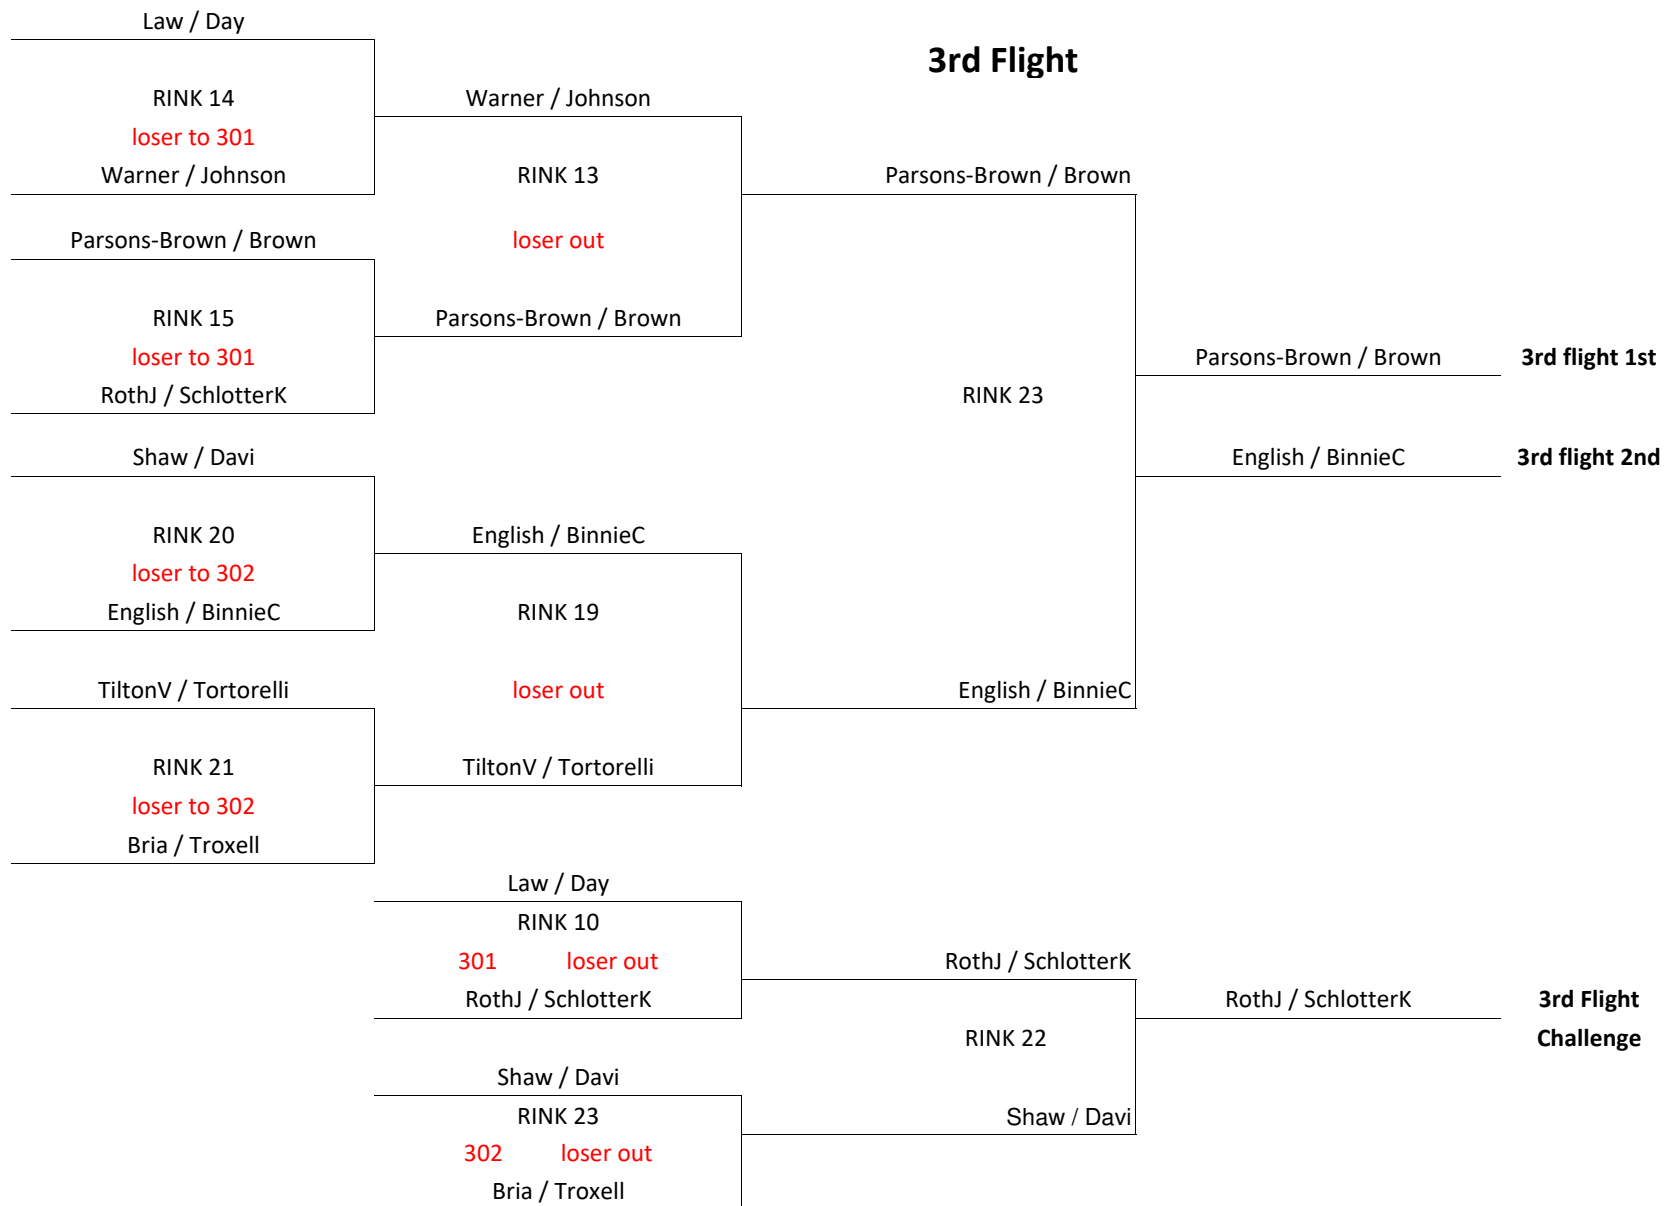 Law / Day
3rd Flight
RINK 14
Warner / Johnson
loser to 301
Warner / Johnson
RINK 13
Parsons-Brown / Brown
Parsons-Brown / Brown
loser out
RINK 15
Parsons-Brown / Brown
loser to 301
Parsons-Brown / Brown
3rd flight 1st
RothJ / SchlotterK
RINK 23
Shaw / Davi
English / BinnieC
3rd flight 2nd
RINK 20
English / BinnieC
loser to 302
English / BinnieC
RINK 19
TiltonV / Tortorelli
loser out
English / BinnieC
RINK 21
TiltonV / Tortorelli
loser to 302
Bria / Troxell
Law / Day
RINK 10
301 loser out
RothJ / SchlotterK
RothJ / SchlotterK
RothJ / SchlotterK
3rd Flight
RINK 22
Challenge
Shaw / Davi
RINK 23
Shaw / Davi
302 loser out
Bria / Troxell